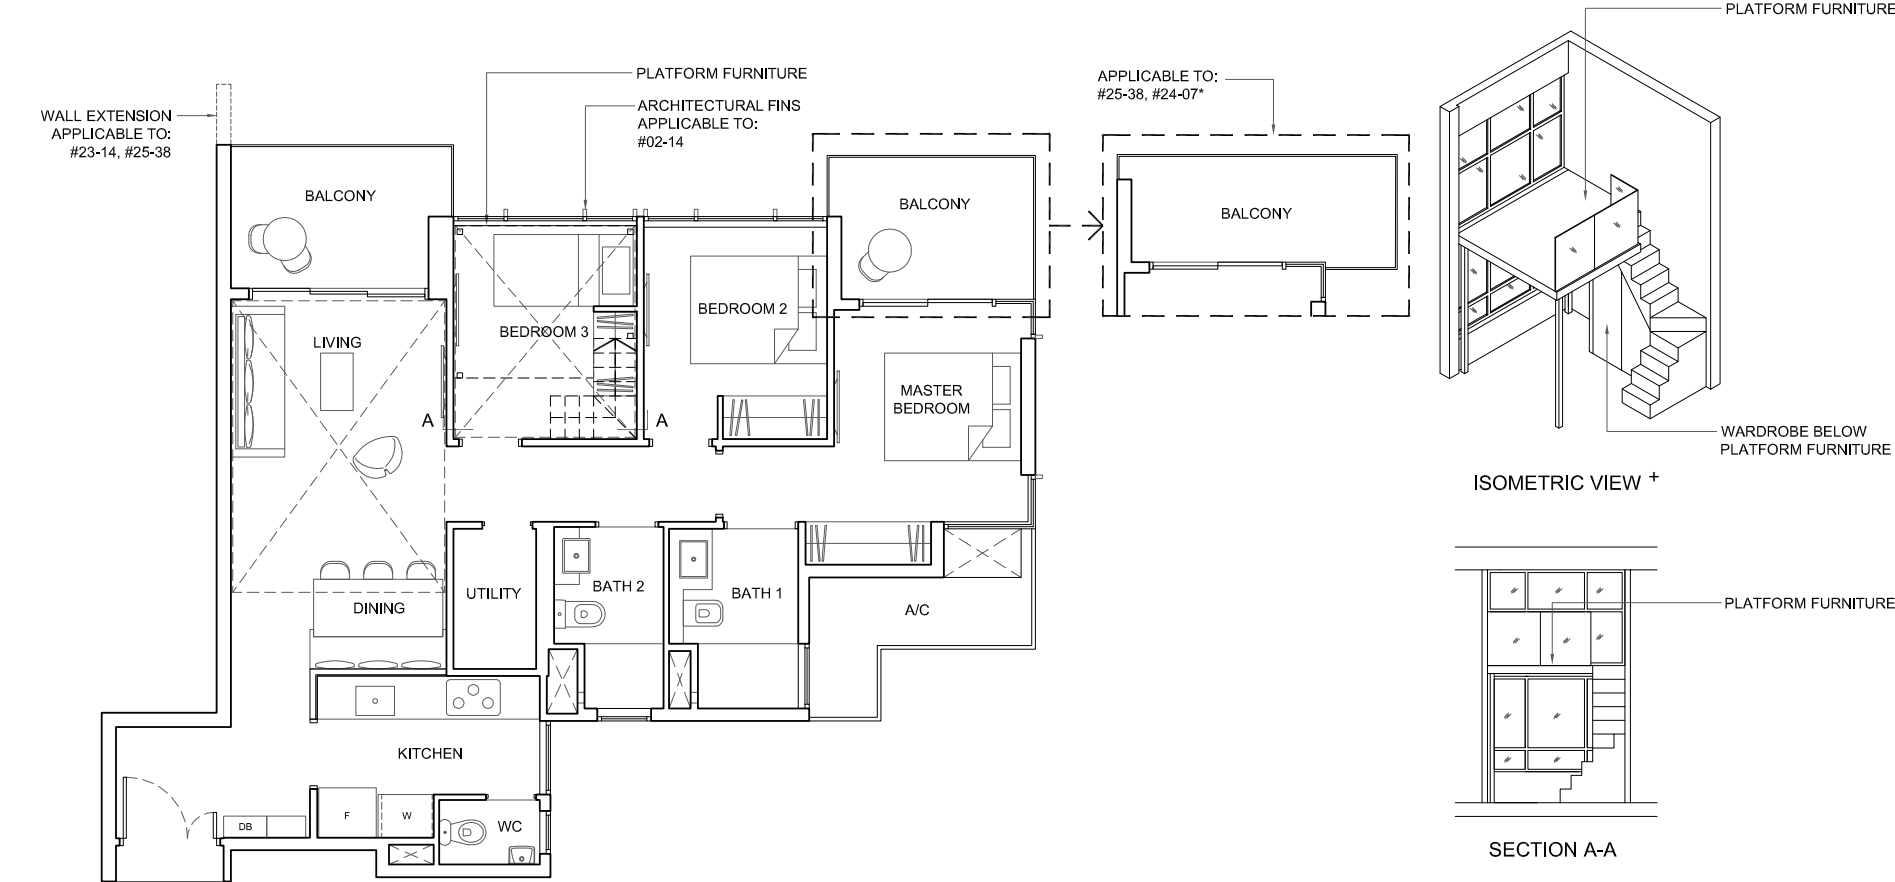 PLATFORM FURNITURE
PLATFORM FURNITURE
APPLICABLE TO:
#25-38, #24-07*
ARCHITECTURAL FINS
APPLICABLE TO:
#02-14
WALL EXTENSION
APPLICABLE TO:
#23-14, #25-38
BALCONY
BALCONY
BALCONY
BEDROOM 2
BEDROOM 3
LIVING
MASTER
BEDROOM
A
A
WARDROBE BELOW
PLATFORM FURNITURE
ISOMETRIC VIEW +
UTILITY
BATH 2
BATH 1
DINING
A/C
PLATFORM FURNITURE
KITCHEN
F
W
DB
WC
SECTION A-A